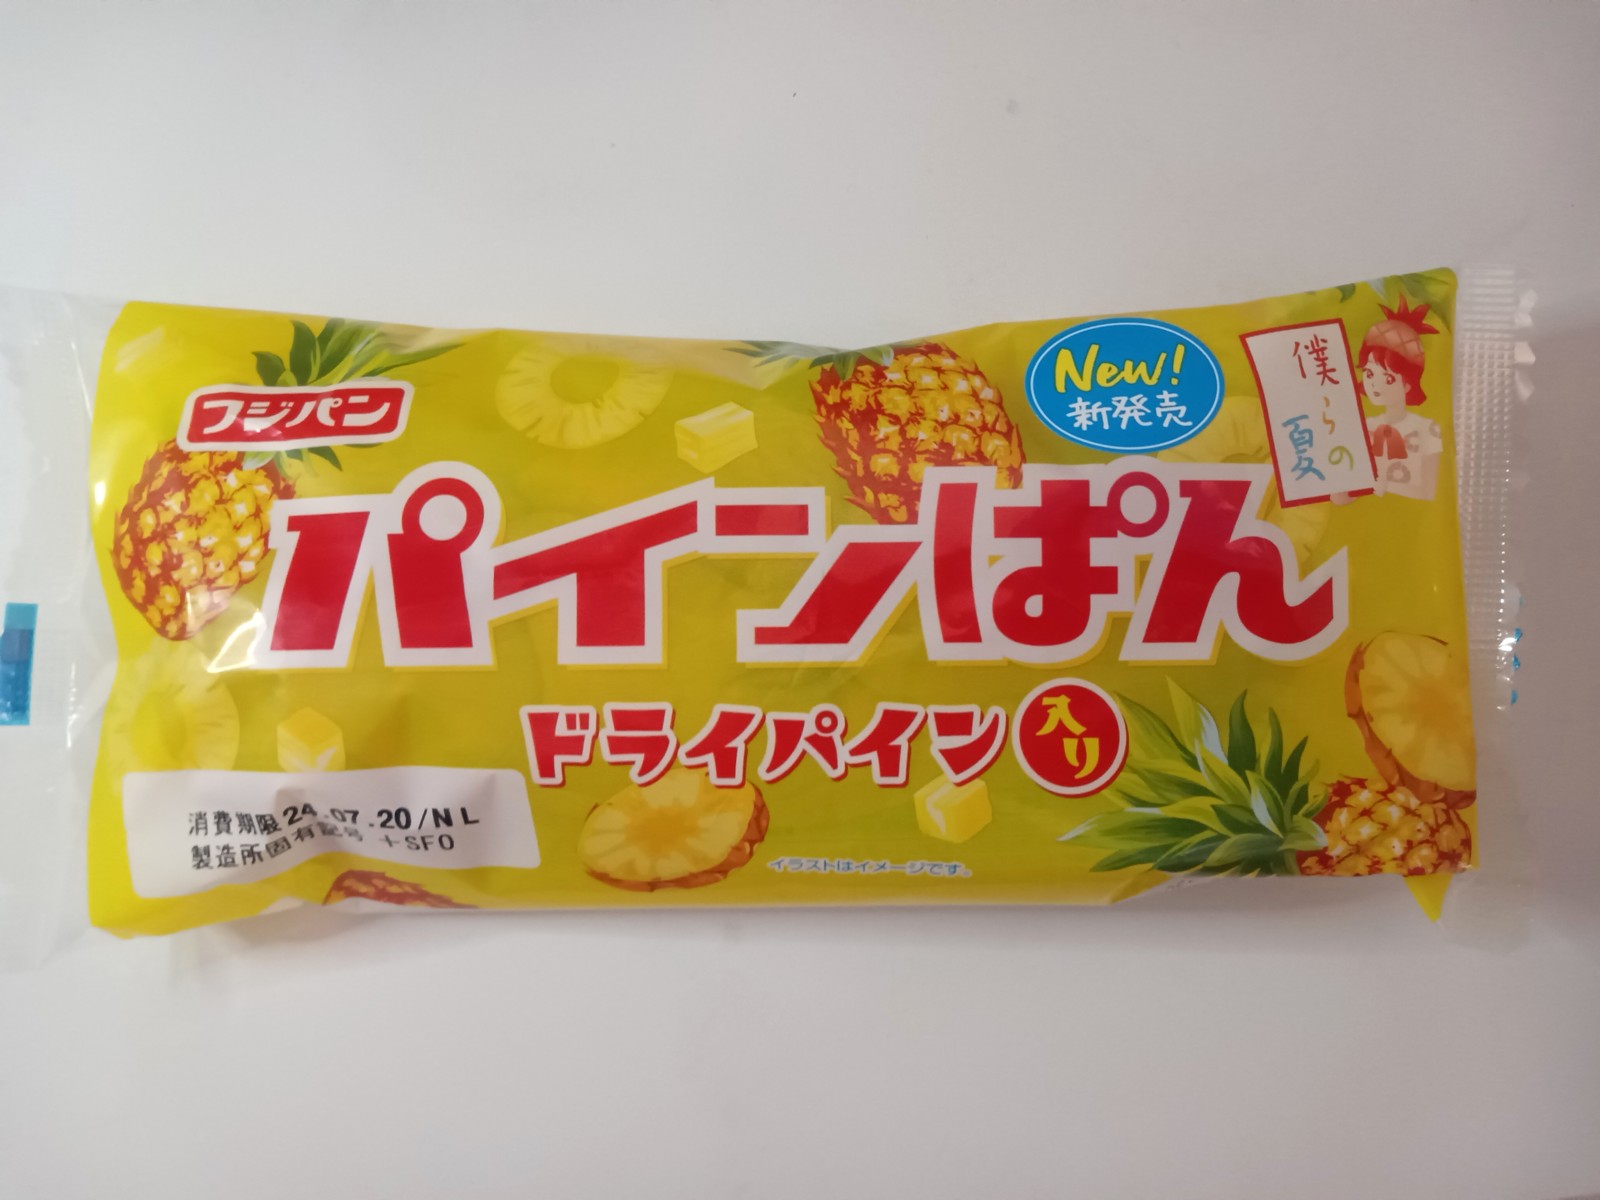 フジパン
New!
新発売
僕らの
夏
パインぱん
ドライパイン入り
消費期限 24.07.20/NL
製造所固有記号 +SFO
イラストはイメージです。